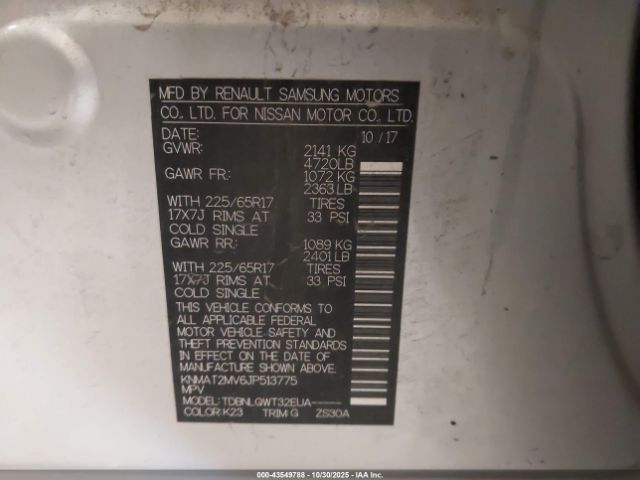 MFD BY RENAULT SAMSUNG MOTORS
CO., LTD. FOR NISSAN MOTOR CO., LTD.
DATE: 10 / 17
GVWR: 2141 KG
4720LB
GAWR FR.: 1072 KG
2363 LB
WITH 225/65R17 TIRES
17X7J RIMS AT 33 PSI
COLD SINGLE
GAWR RR.: 1089 KG
2401 LB
WITH 225/65R17 TIRES
17X7J RIMS AT 33 PSI
COLD SINGLE
THIS VEHICLE CONFORMS TO
ALL APPLICABLE FEDERAL
MOTOR VEHICLE SAFETY AND
THEFT PREVENTION STANDARDS
IN EFFECT ON THE DATE OF
MANUFACTURE SHOWN ABOVE.
KNMAT2MV6JP513775
MPV
MODEL: TDBNLQWT32EUA-----
COLOR: K23 TRIM: G ZS30A
000-43549788 - 10/30/2025 - IAA Inc.